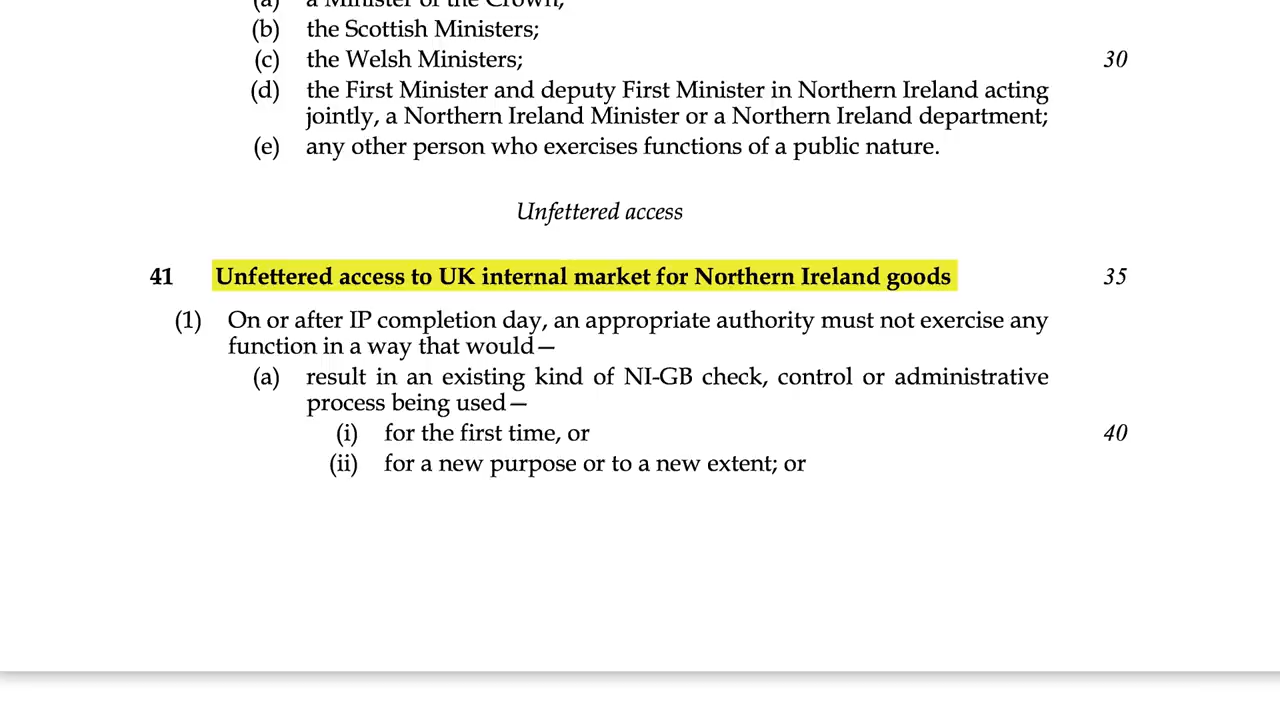 (a) a Minister of the Crown;
(b) the Scottish Ministers;
(c) the Welsh Ministers; 30
(d) the First Minister and deputy First Minister in Northern Ireland acting
jointly, a Northern Ireland Minister or a Northern Ireland department;
(e) any other person who exercises functions of a public nature.
Unfettered access
41 Unfettered access to UK internal market for Northern Ireland goods 35
(1) On or after IP completion day, an appropriate authority must not exercise any
function in a way that would—
(a) result in an existing kind of NI-GB check, control or administrative
process being used—
(i) for the first time, or 40
(ii) for a new purpose or to a new extent; or